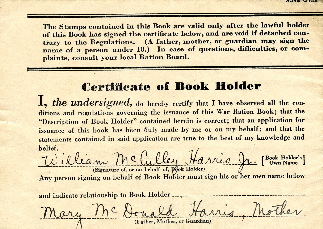 The Stamps contained in this Book are valid only after the lawful holder
of this Book has signed the certificate below, and are void if detached con-
trary to the Regulations. (A father, mother, or guardian may sign the
name of a person under 18.) In case of questions, difficulties, or com-
plaints, consult your local Ration Board.
Certificate of Book Holder
I, the undersigned, do hereby certify that I have observed all the con-
ditions and regulations governing the issuance of this War Ration Book; that the
"Description of Book Holder" contained herein is correct; that an application for
issuance of this book has been duly made by me or on my behalf; and that the
statements contained in said application are true to the best of my knowledge and
belief.
William McCulley Harris, Jr. [Book Holder's Own Name]
(Signature of, or on behalf of, Book Holder)
Any person signing on behalf of Book Holder must sign his or her own name below
and indicate relationship to Book Holder
Mary McDonald Harris, Mother
(Father, Mother, or Guardian)